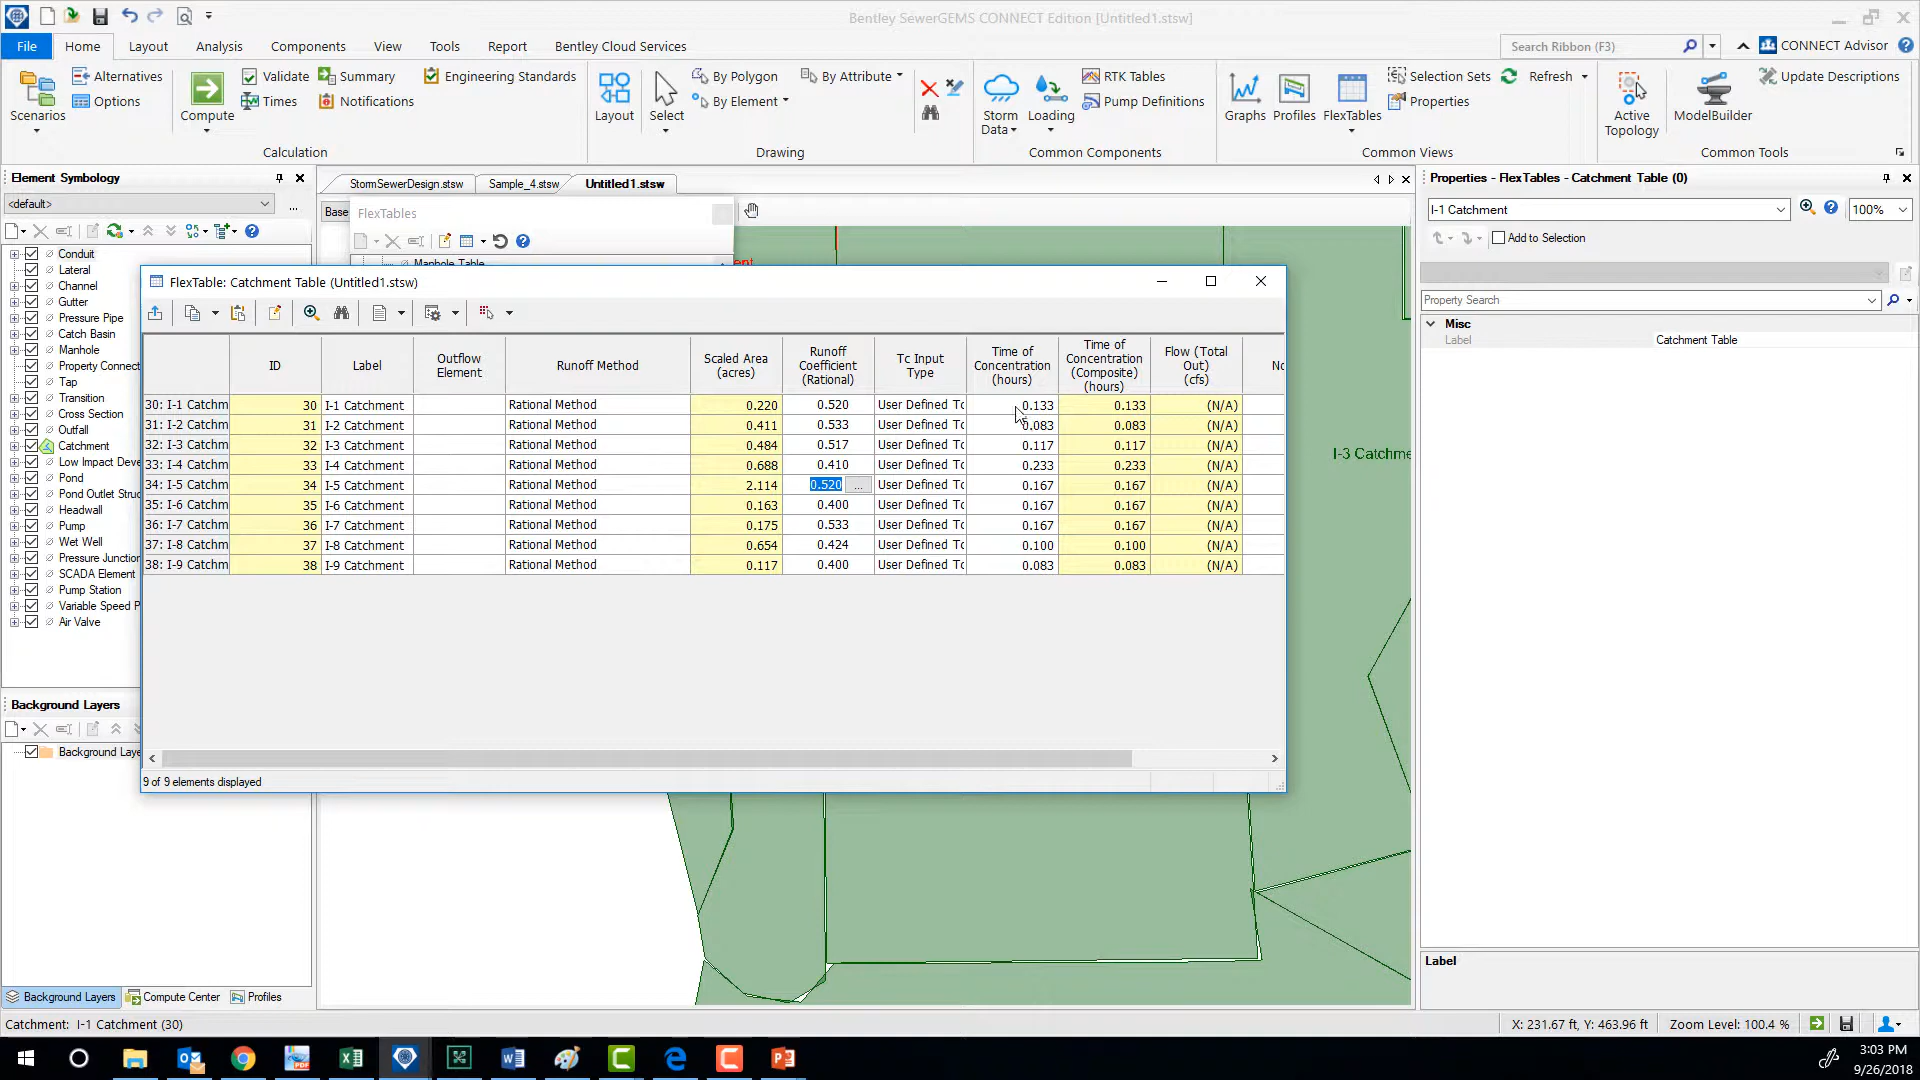 Bentley SewerGEMS CONNECT Edition [Untitled1.stsw]
File Home Layout Analysis Components View Tools Report Bentley Cloud Services
Search Ribbon (F3) CONNECT Advisor
Scenarios
Alternatives
Options
Compute
Validate
Times
Summary
Notifications
Engineering Standards
Calculation
Layout
Select
By Polygon
By Element
By Attribute
Drawing
Storm Data
Loading
RTK Tables
Pump Definitions
Common Components
Graphs
Profiles
FlexTables
Selection Sets
Properties
Refresh
Common Views
Active Topology
ModelBuilder
Update Descriptions
Common Tools
Element Symbology
<default>
...
Conduit
Lateral
Channel
Gutter
Pressure Pipe
Catch Basin
Manhole
Property Connect
Tap
Transition
Cross Section
Outfall
Catchment
Low Impact Deve
Pond
Pond Outlet Struc
Headwall
Pump
Wet Well
Pressure Junction
SCADA Element
Pump Station
Variable Speed P
Air Valve
Background Layers
Background Laye
Background Layers Compute Center Profiles
StormSewerDesign.stsw Sample_4.stsw Untitled1.stsw
Base
FlexTables
Manhole Table
FlexTable: Catchment Table (Untitled1.stsw)
ID Label Outflow Element Runoff Method Scaled Area (acres) Runoff Coefficient (Rational) Tc Input Type Time of Concentration (hours) Time of Concentration (Composite) (hours) Flow (Total Out) (cfs) Nc
30: I-1 Catchm 30 I-1 Catchment Rational Method 0.220 0.520 User Defined Tc 0.133 0.133 (N/A)
31: I-2 Catchm 31 I-2 Catchment Rational Method 0.411 0.533 User Defined Tc 0.083 0.083 (N/A)
32: I-3 Catchm 32 I-3 Catchment Rational Method 0.484 0.517 User Defined Tc 0.117 0.117 (N/A)
33: I-4 Catchm 33 I-4 Catchment Rational Method 0.688 0.410 User Defined Tc 0.233 0.233 (N/A)
34: I-5 Catchm 34 I-5 Catchment Rational Method 2.114 0.520 ... User Defined Tc 0.167 0.167 (N/A)
35: I-6 Catchm 35 I-6 Catchment Rational Method 0.163 0.400 User Defined Tc 0.167 0.167 (N/A)
36: I-7 Catchm 36 I-7 Catchment Rational Method 0.175 0.533 User Defined Tc 0.167 0.167 (N/A)
37: I-8 Catchm 37 I-8 Catchment Rational Method 0.654 0.424 User Defined Tc 0.100 0.100 (N/A)
38: I-9 Catchm 38 I-9 Catchment Rational Method 0.117 0.400 User Defined Tc 0.083 0.083 (N/A)
9 of 9 elements displayed
I-3 Catchme
Properties - FlexTables - Catchment Table (0)
I-1 Catchment 100%
Add to Selection
Property Search
Misc
Label Catchment Table
Label
Catchment: I-1 Catchment (30)
X: 231.67 ft, Y: 463.96 ft Zoom Level: 100.4 %
3:03 PM
9/26/2018